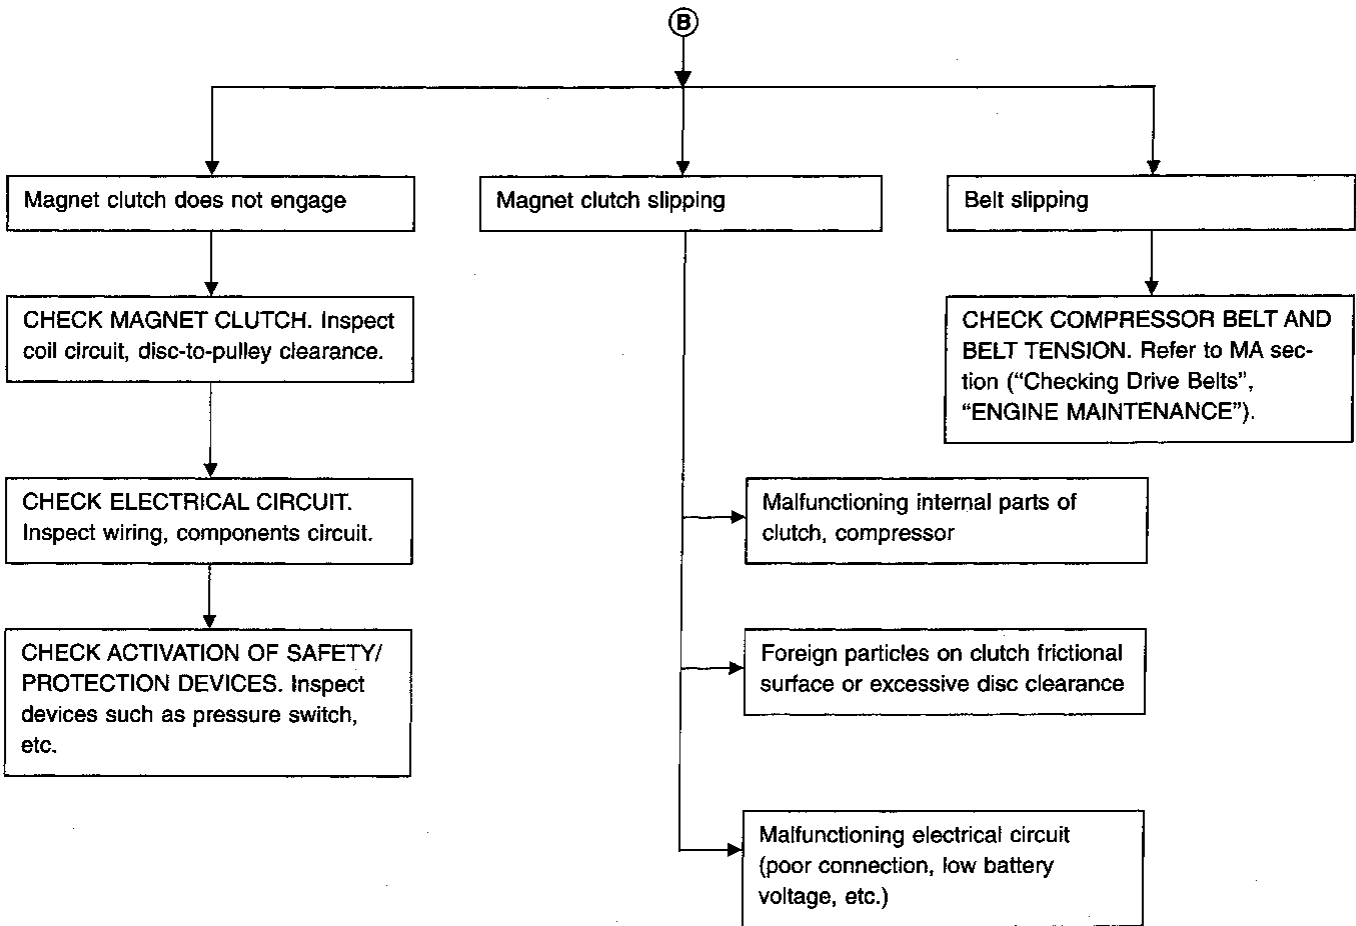 B
Magnet clutch does not engage
Magnet clutch slipping
Belt slipping
CHECK MAGNET CLUTCH. Inspect
coil circuit, disc-to-pulley clearance.
CHECK COMPRESSOR BELT AND
BELT TENSION. Refer to MA sec-
tion (“Checking Drive Belts”,
“ENGINE MAINTENANCE”).
CHECK ELECTRICAL CIRCUIT.
Inspect wiring, components circuit.
CHECK ACTIVATION OF SAFETY/
PROTECTION DEVICES. Inspect
devices such as pressure switch,
etc.
Malfunctioning internal parts of
clutch, compressor
Foreign particles on clutch frictional
surface or excessive disc clearance
Malfunctioning electrical circuit
(poor connection, low battery
voltage, etc.)